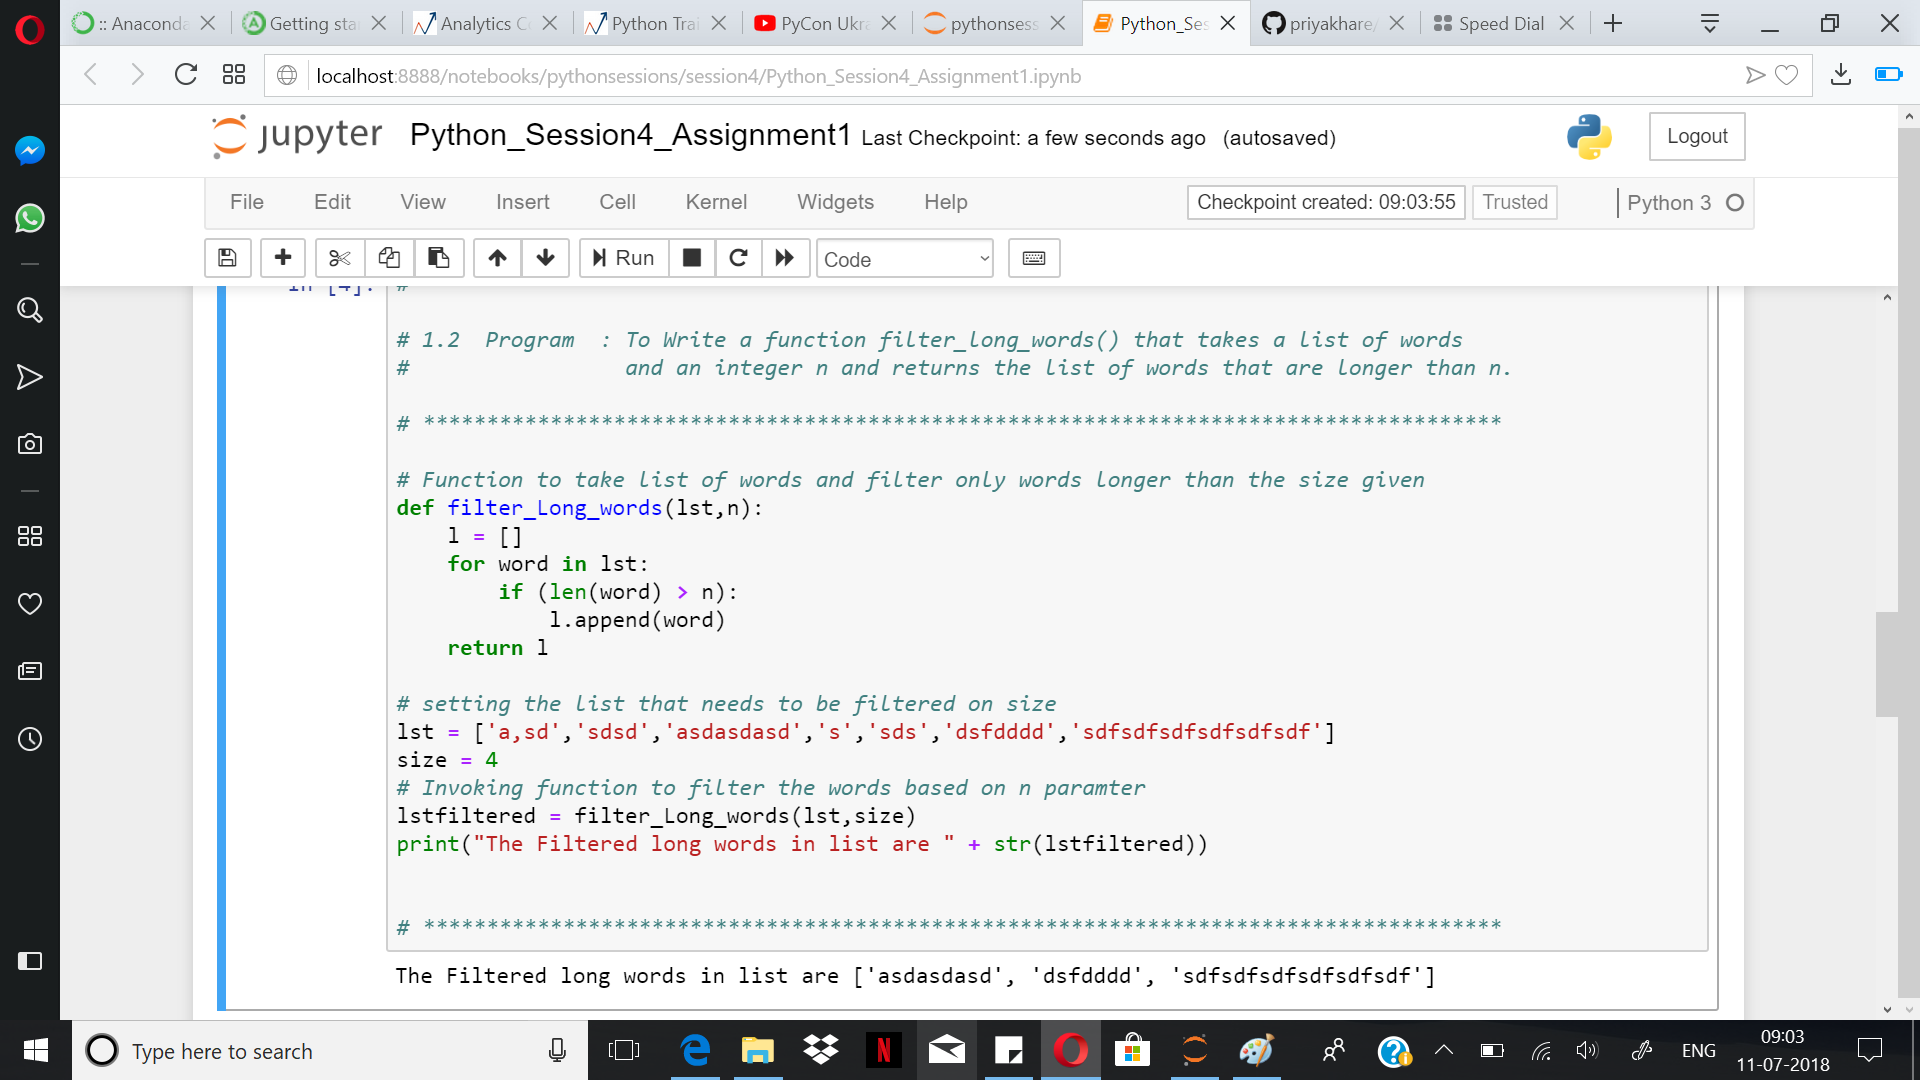 :: Anaconda
Getting sta
Analytics C
Python Trai
PyCon Ukra
pythonsess
Python_Ses
priyakhare/
Speed Dial
localhost:8888/notebooks/pythonsessions/session4/Python_Session4_Assignment1.ipynb
jupyter Python_Session4_Assignment1 Last Checkpoint: a few seconds ago (autosaved)
Logout
File Edit View Insert Cell Kernel Widgets Help
Checkpoint created: 09:03:55
Trusted
Python 3
Run
Code
In [4]: #
# 1.2  Program  : To Write a function filter_long_words() that takes a list of words
#                 and an integer n and returns the list of words that are longer than n.
# *************************************************************************************
# Function to take list of words and filter only words longer than the size given
def filter_Long_words(lst,n):
    l = []
    for word in lst:
        if (len(word) > n):
            l.append(word)
    return l
# setting the list that needs to be filtered on size
lst = ['a,sd','sdsd','asdasdasd','s','sds','dsfdddd','sdfsdfsdfsdfsdfsdf']
size = 4
# Invoking function to filter the words based on n paramter
lstfiltered = filter_Long_words(lst,size)
print("The Filtered long words in list are " + str(lstfiltered))
# *************************************************************************************
The Filtered long words in list are ['asdasdasd', 'dsfdddd', 'sdfsdfsdfsdfsdfsdf']
Type here to search
ENG
09:03
11-07-2018